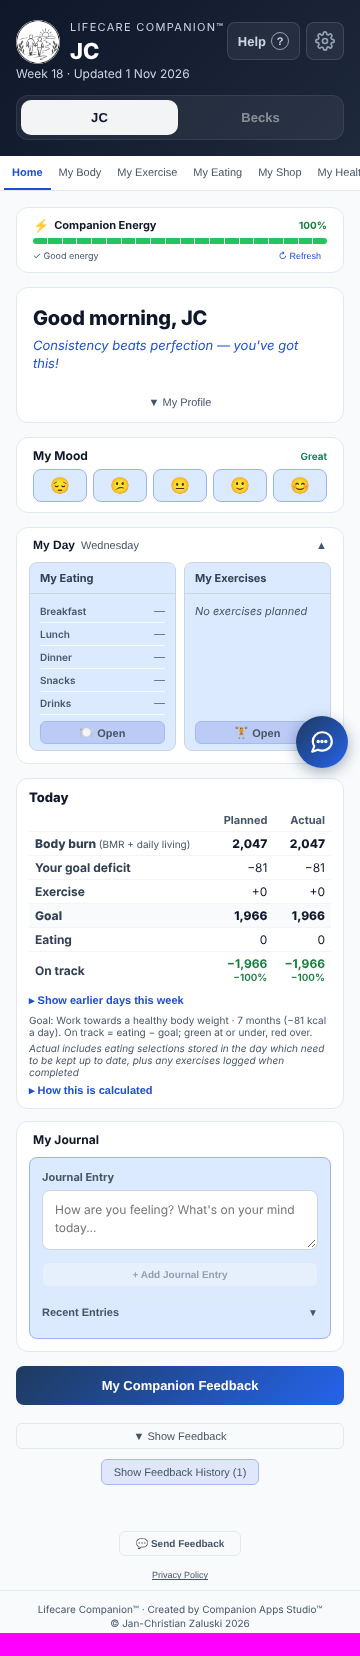 LIFECARE COMPANION™
JC
Help ?
Week 18 · Updated 1 Nov 2026
JC
Becks
Home My Body My Exercise My Eating My Shop My Healt
⚡ Companion Energy 100%
✓ Good energy ↻ Refresh
Good morning, JC
Consistency beats perfection — you've got
this!
▼ My Profile
My Mood Great
My Day Wednesday ▲
My Eating
Breakfast —
Lunch —
Dinner —
Snacks —
Drinks —
🍽️ Open
My Exercises
No exercises planned
🏋️ Open
Today
Planned Actual
Body burn (BMR + daily living) 2,047 2,047
Your goal deficit −81 −81
Exercise +0 +0
Goal 1,966 1,966
Eating 0 0
On track −1,966 −1,966
−100% −100%
▸ Show earlier days this week
Goal: Work towards a healthy body weight · 7 months (−81 kcal
a day). On track = eating − goal; green at or under, red over.
Actual includes eating selections stored in the day which need
to be kept up to date, plus any exercises logged when
completed
▸ How this is calculated
My Journal
Journal Entry
How are you feeling? What's on your mind
today...
+ Add Journal Entry
Recent Entries ▼
My Companion Feedback
▼ Show Feedback
Show Feedback History (1)
💬 Send Feedback
Privacy Policy
Lifecare Companion™ · Created by Companion Apps Studio™
© Jan-Christian Zaluski 2026